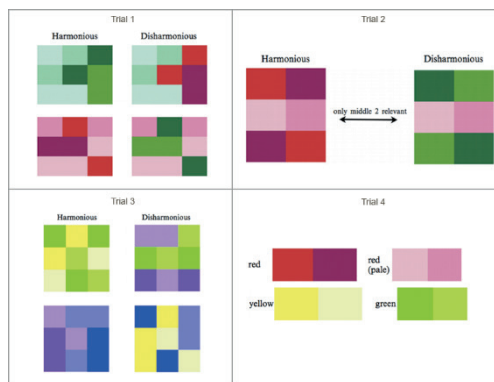 Trial 1
Harmonious Disharmonious
Trial 2
Harmonious
Disharmonious
only middle 2 relevant
Trial 3
Harmonious Disharmonious
Trial 4
red
red
(pale)
yellow
green